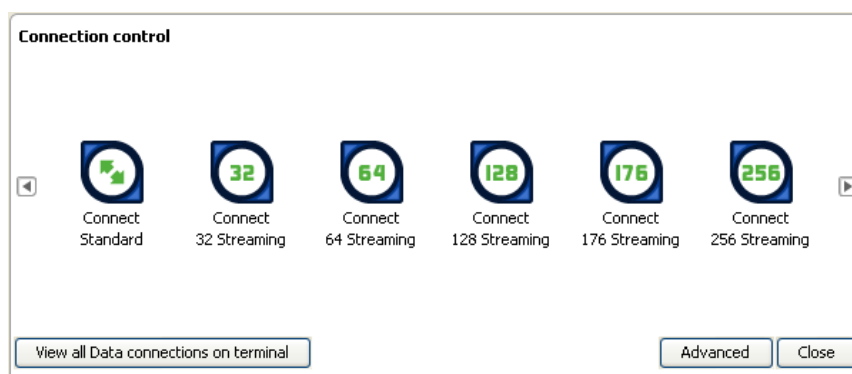 Connection control
32
64
128
176
256
Connect
Standard
Connect
32 Streaming
Connect
64 Streaming
Connect
128 Streaming
Connect
176 Streaming
Connect
256 Streaming
View all Data connections on terminal
Advanced
Close